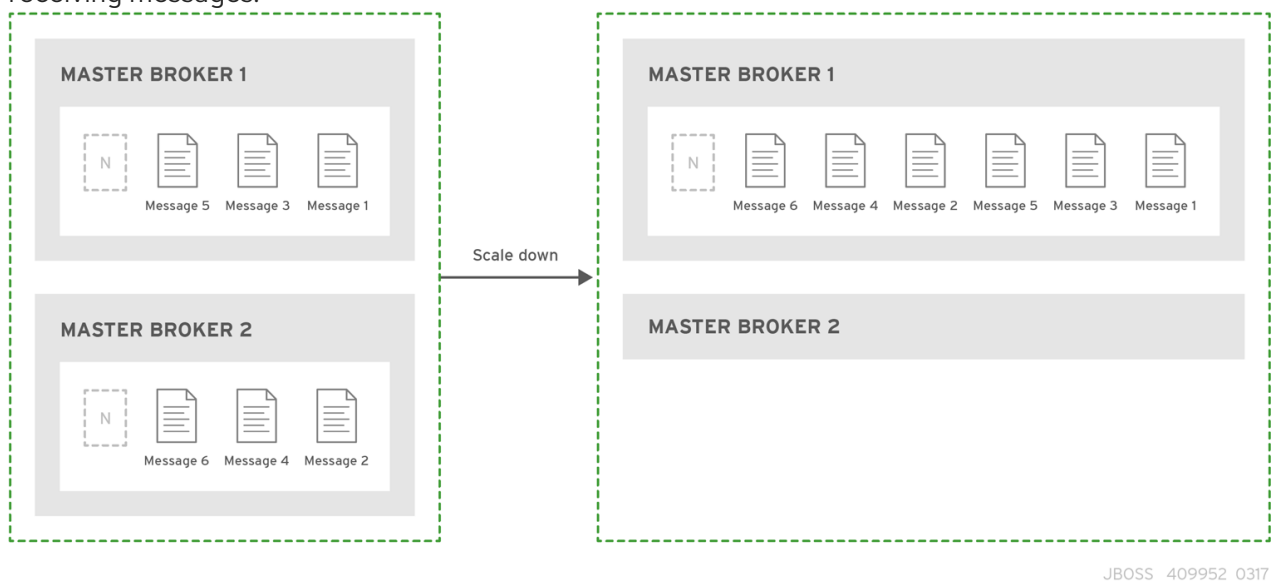 receiving messages.
MASTER BROKER 1
N
Message 5 Message 3 Message 1
MASTER BROKER 2
N
Message 6 Message 4 Message 2
Scale down
MASTER BROKER 1
N
Message 6 Message 4 Message 2 Message 5 Message 3 Message 1
MASTER BROKER 2
JBOSS 409952 0317